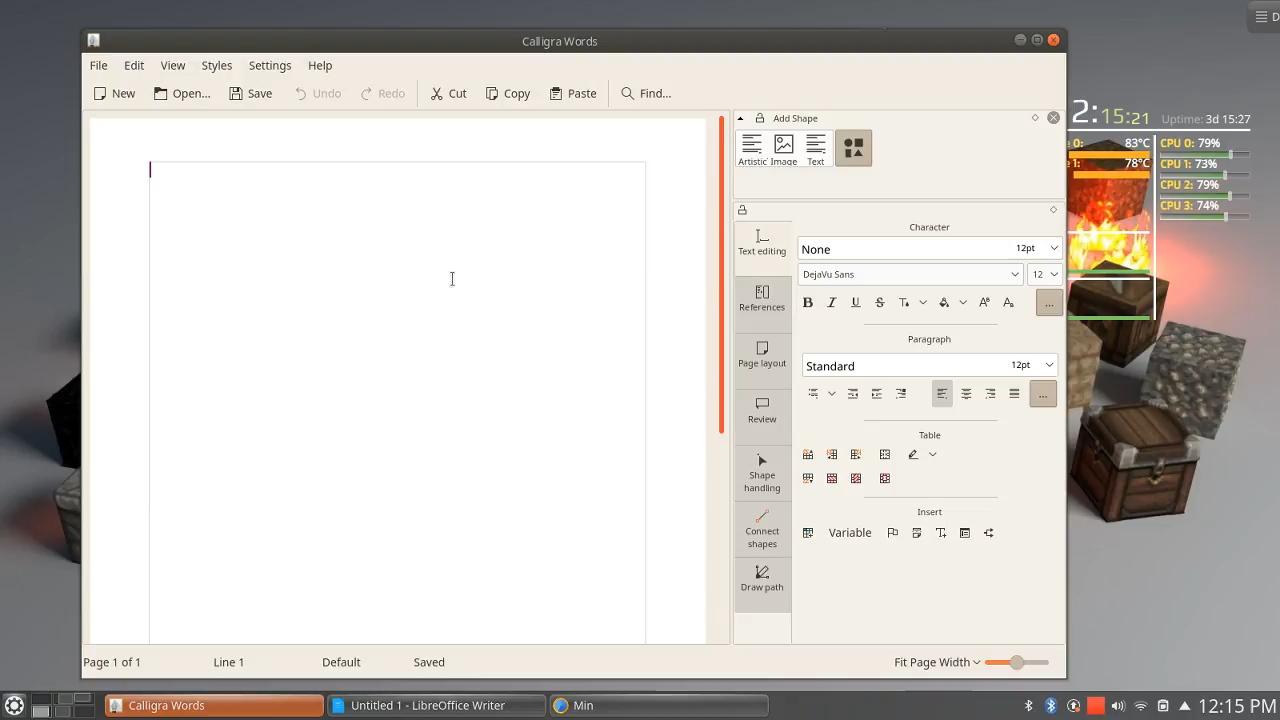 D
Calligra Words
File Edit View Styles Settings Help
New Open... Save Undo Redo Cut Copy Paste Find...
Add Shape
Artistic Image Text
2:15:21 Uptime: 3d 15:27
e 0: 83°C CPU 0: 79%
1: 78°C CPU 1: 73%
CPU 2: 79%
CPU 3: 74%
Text editing
References
Page layout
Review
Shape
handling
Connect
shapes
Draw path
Character
None 12pt
DejaVu Sans 12
B I U S
...
Paragraph
Standard 12pt
...
Table
Insert
Variable
Page 1 of 1 Line 1 Default Saved Fit Page Width
Calligra Words Untitled 1 - LibreOffice Writer Min 12:15 PM